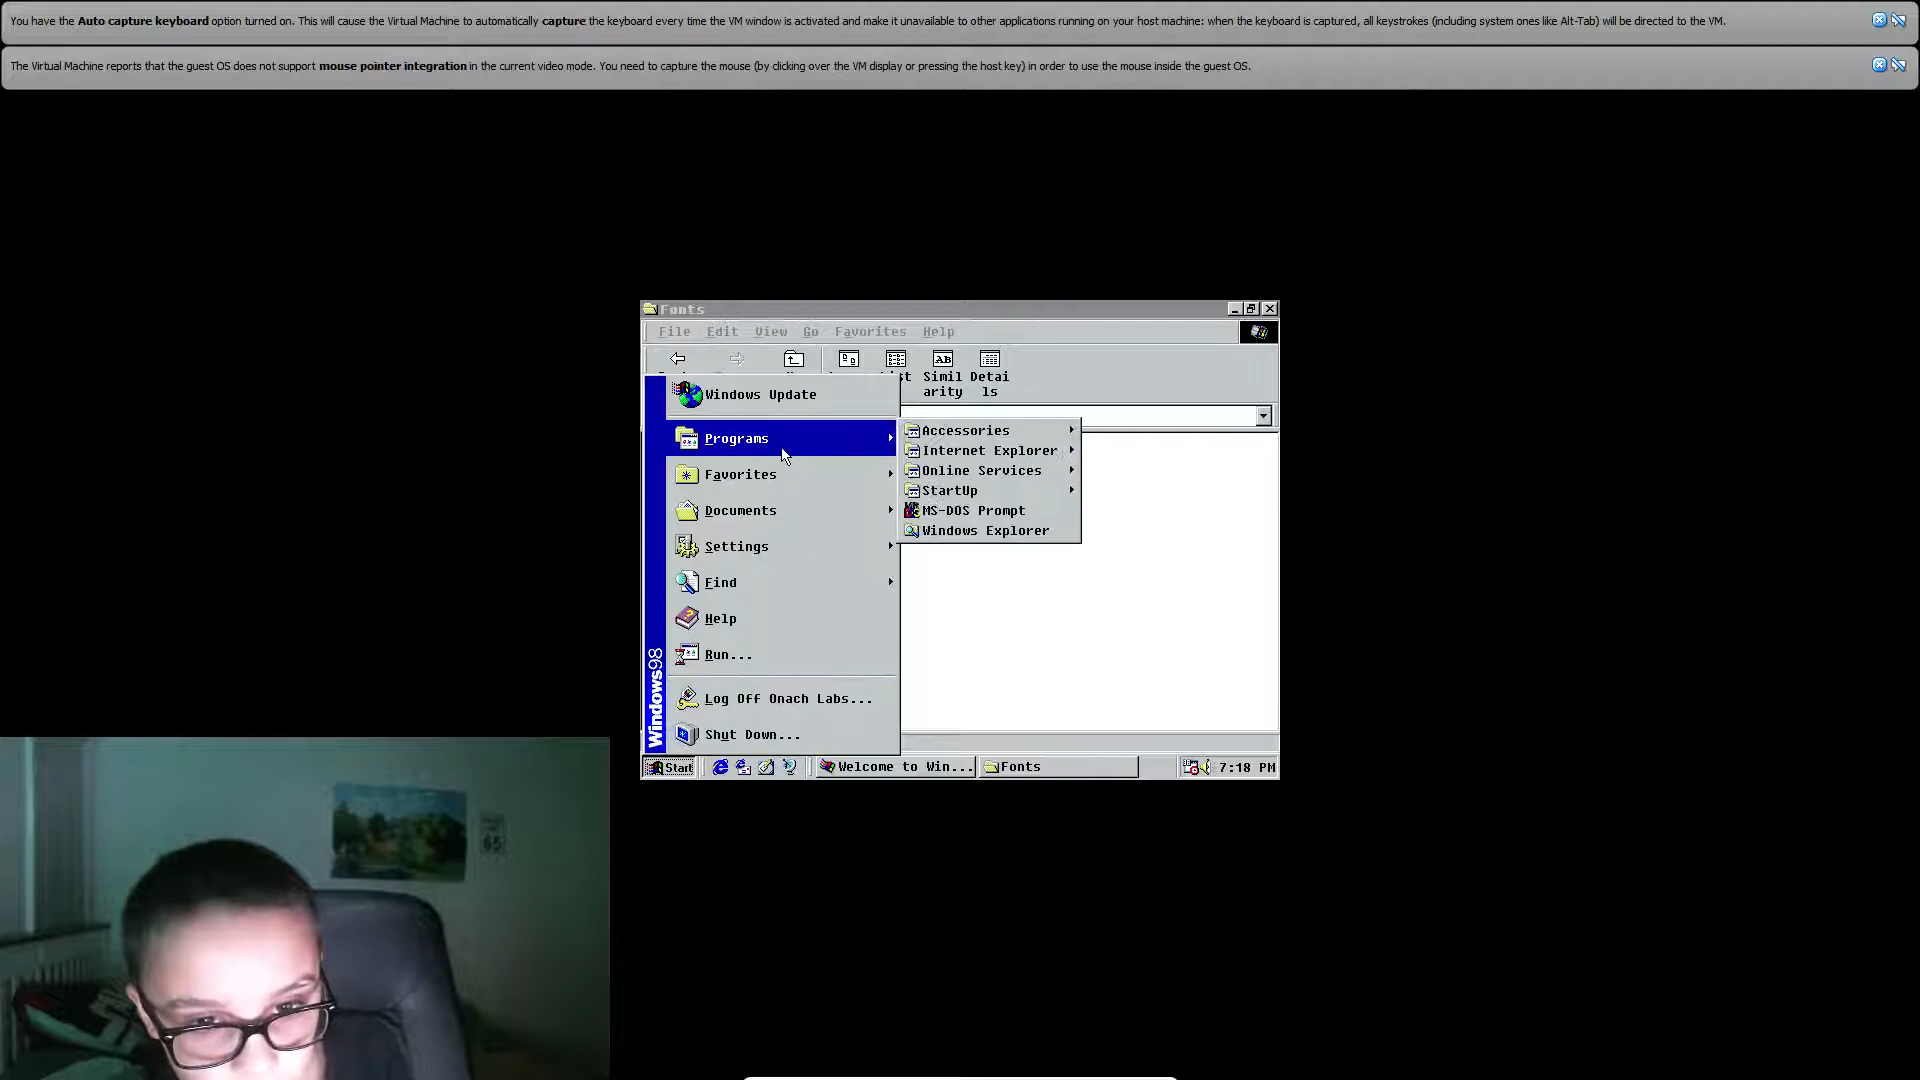 You have the Auto capture keyboard option turned on. This will cause the Virtual Machine to automatically capture the keyboard every time the VM window is activated and make it unavailable to other applications running on your host machine: when the keyboard is captured, all keystrokes (including system ones like Alt-Tab) will be directed to the VM.
The Virtual Machine reports that the guest OS does not support mouse pointer integration in the current video mode. You need to capture the mouse (by clicking over the VM display or pressing the host key) in order to use the mouse inside the guest OS.
Fonts
File Edit View Go Favorites Help
Simil
arity
Detai
ls
Windows Update
Programs
Favorites
Documents
Settings
Find
Help
Run...
Log Off Onach Labs...
Shut Down...
Windows98
Accessories
Internet Explorer
Online Services
StartUp
MS-DOS Prompt
Windows Explorer
Start
Welcome to Win...
Fonts
7:18 PM
65